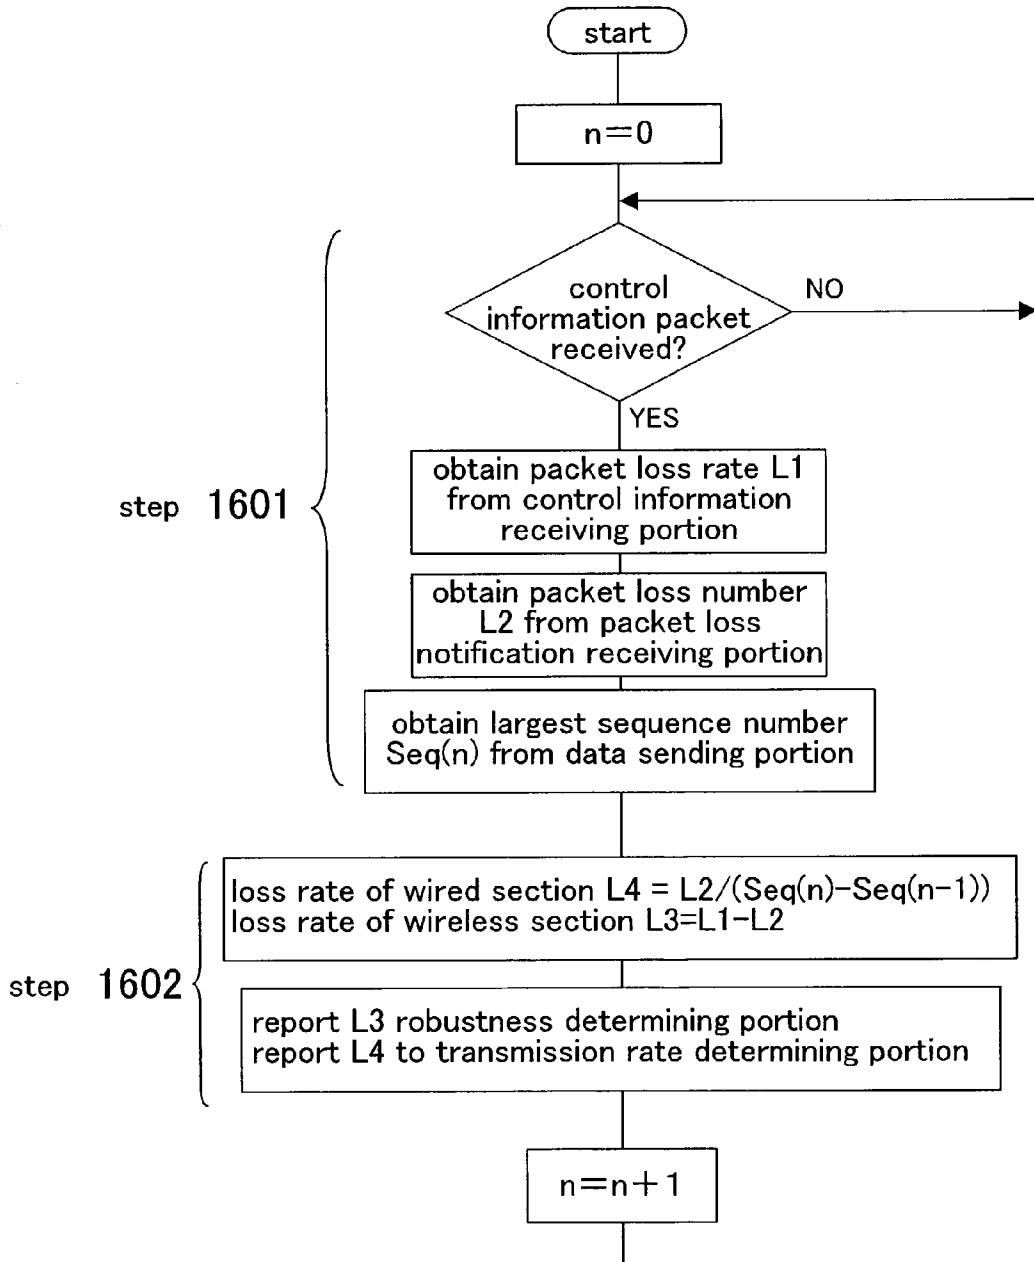 start
n=0
control
information packet
received?
NO
YES
step 1601
obtain packet loss rate L1
from control information
receiving portion
obtain packet loss number
L2 from packet loss
notification receiving portion
obtain largest sequence number
Seq(n) from data sending portion
step 1602
loss rate of wired section L4 = L2/(Seq(n)-Seq(n-1))
loss rate of wireless section L3=L1-L2
report L3 robustness determining portion
report L4 to transmission rate determining portion
n=n+1